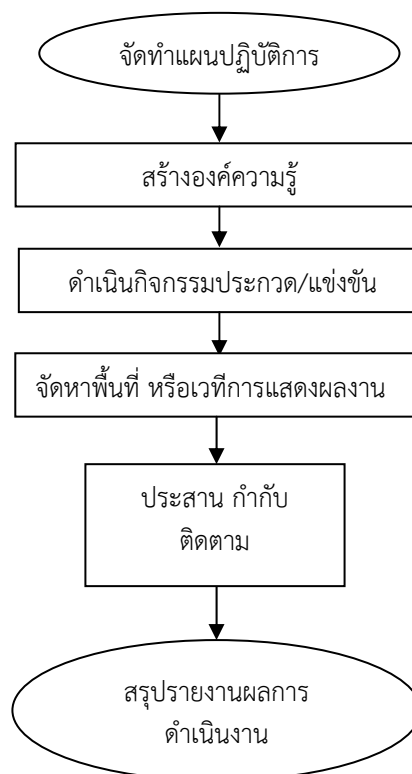 จัดทำแผนปฏิบัติการ
สร้างองค์ความรู้
ดำเนินกิจกรรมประกวด/แข่งขัน
จัดหาพื้นที่ หรือเวทีการแสดงผลงาน
ประสาน กำกับ
ติดตาม
สรุปรายงานผลการ
ดำเนินงาน